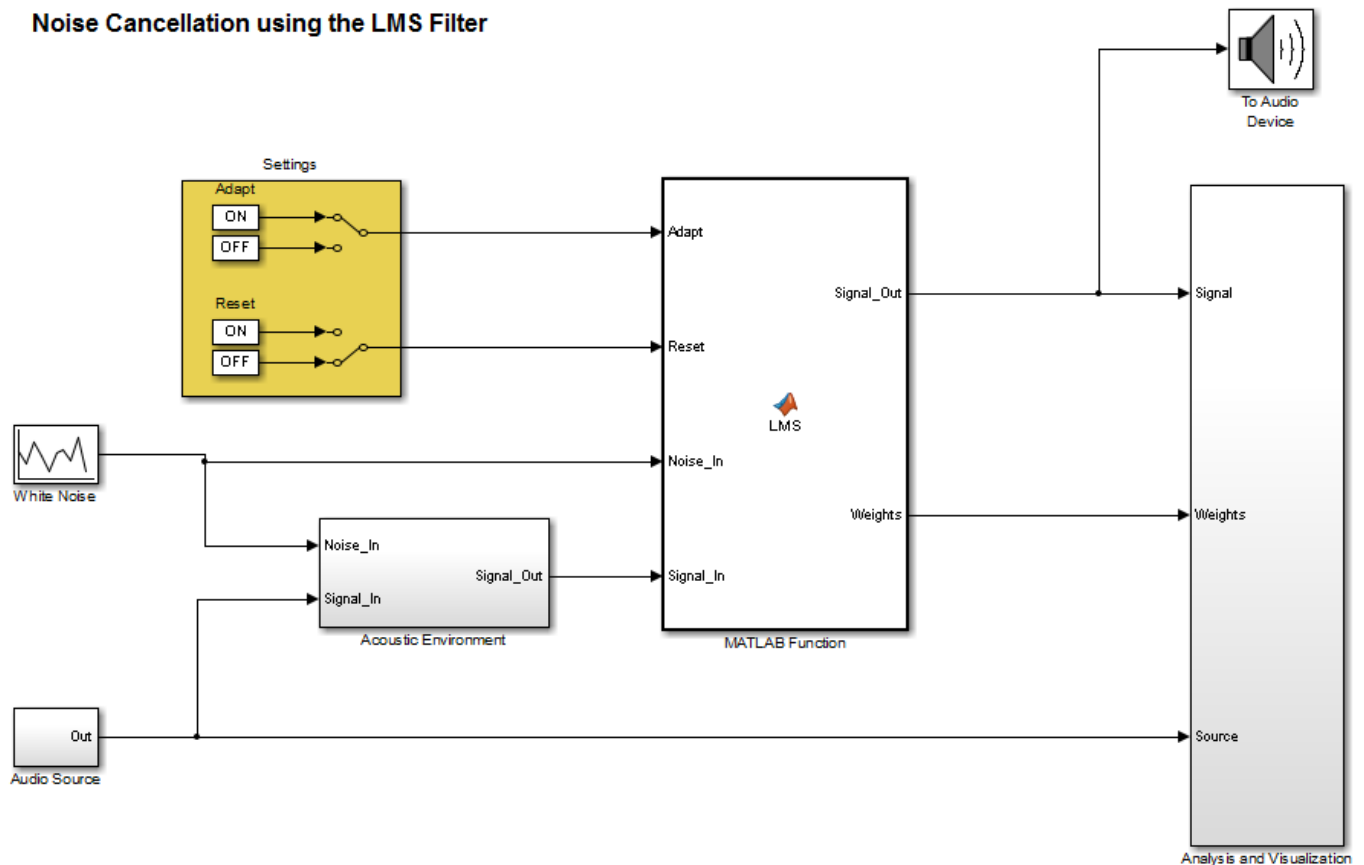 Noise Cancellation using the LMS Filter
To Audio
Device
Settings
Adapt
ON
OFF
Reset
ON
OFF
Adapt
Reset
Noise_In
Signal_In
Signal_Out
Weights
LMS
MATLAB Function
White Noise
Noise_In
Signal_In
Signal_Out
Acoustic Environment
Out
Audio Source
Signal
Weights
Source
Analysis and Visualization